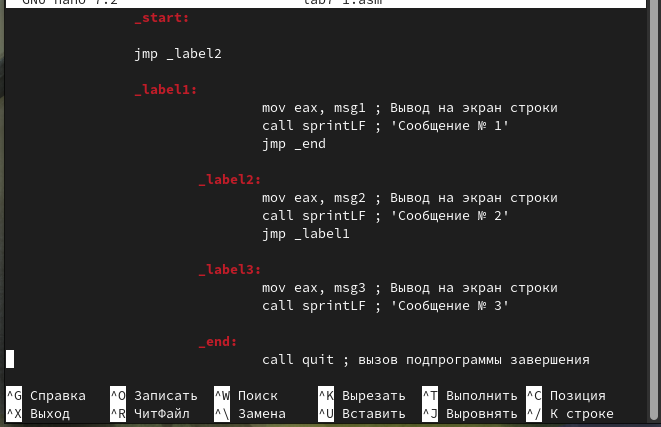 GNU nano 7.2 lab7-1.asm
_start:
jmp _label2
_label1:
mov eax, msg1 ; Вывод на экран строки
call sprintLF ; 'Сообщение № 1'
jmp _end
_label2:
mov eax, msg2 ; Вывод на экран строки
call sprintLF ; 'Сообщение № 2'
jmp _label1
_label3:
mov eax, msg3 ; Вывод на экран строки
call sprintLF ; 'Сообщение № 3'
_end:
call quit ; вызов подпрограммы завершения
^G Справка ^O Записать ^W Поиск ^K Вырезать ^T Выполнить ^C Позиция
^X Выход ^R ЧитФайл ^\ Замена ^U Вставить ^J Выровнять ^/ К строке